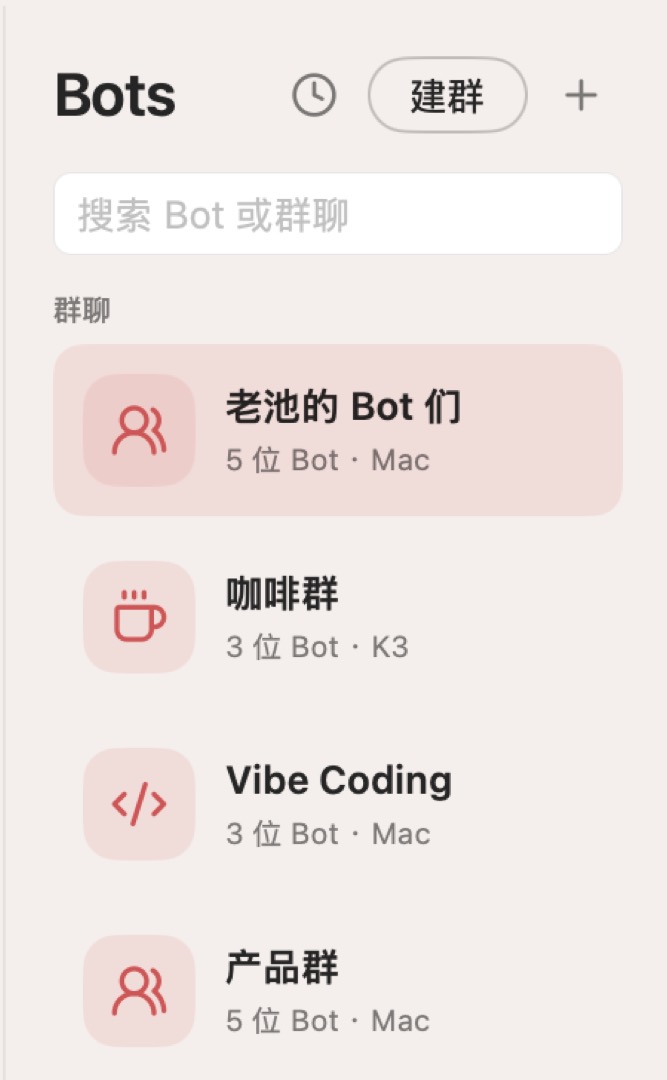 Bots
建群
搜索 Bot 或群聊
群聊
老池的 Bot 们
5 位 Bot · Mac
咖啡群
3 位 Bot · K3
Vibe Coding
3 位 Bot · Mac
产品群
5 位 Bot · Mac